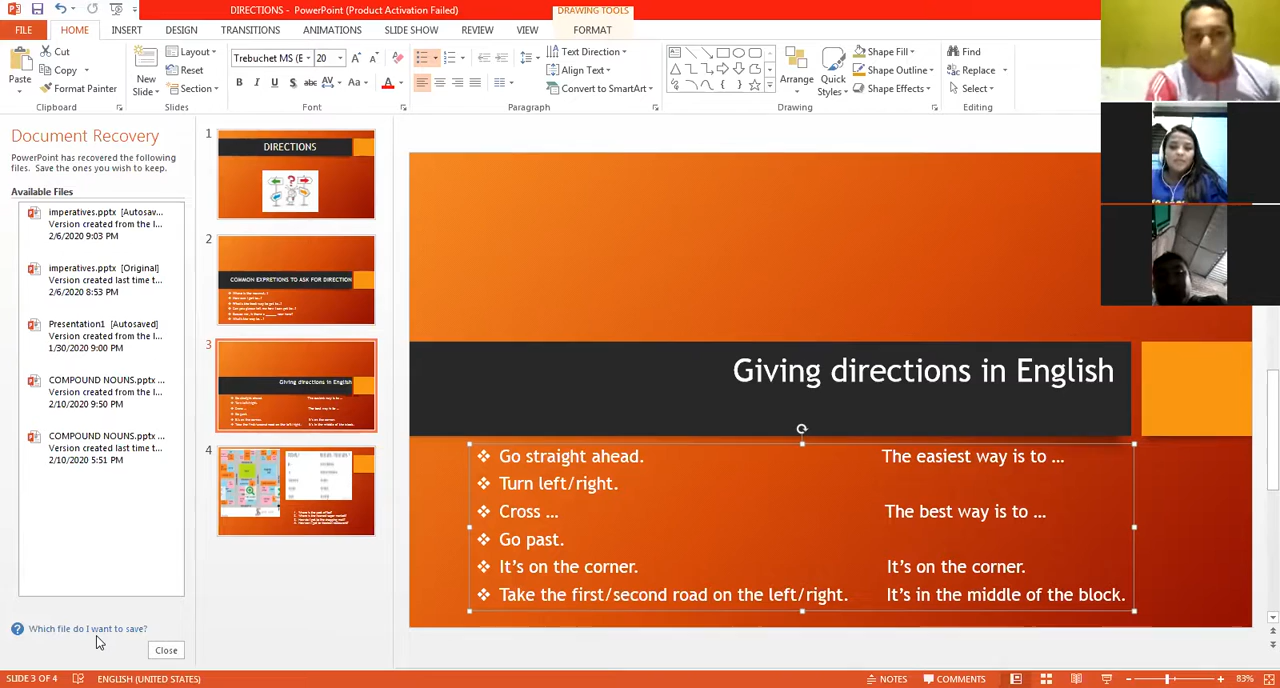 DIRECTIONS - PowerPoint (Product Activation Failed)
DRAWING TOOLS
FILE HOME INSERT DESIGN TRANSITIONS ANIMATIONS SLIDE SHOW REVIEW VIEW FORMAT
Paste
Cut
Copy
Format Painter
Clipboard
New
Slide
Layout
Reset
Section
Slides
Trebuchet MS (E 20
B I U S abc AV Aa A
Font
Text Direction
Align Text
Convert to SmartArt
Paragraph
Arrange
Quick
Styles
Shape Fill
Shape Outline
Shape Effects
Drawing
Find
Replace
Select
Editing
Document Recovery
PowerPoint has recovered the following
files. Save the ones you wish to keep.
Available Files
imperatives.pptx [Autosav...
Version created from the l...
2/6/2020 9:03 PM
imperatives.pptx [Original]
Version created last time t...
2/6/2020 8:53 PM
Presentation1 [Autosaved]
Version created from the l...
1/30/2020 9:00 PM
COMPOUND NOUNS.pptx ...
Version created from the l...
2/10/2020 9:50 PM
COMPOUND NOUNS.pptx ...
Version created last time t...
2/10/2020 5:51 PM
Which file do I want to save?
Close
1
DIRECTIONS
2
COMMON EXPRETIONS TO ASK FOR DIRECTION
3
Giving directions in English
4
Giving directions in English
Go straight ahead. The easiest way is to ...
Turn left/right.
Cross ... The best way is to ...
Go past.
It's on the corner. It's on the corner.
Take the first/second road on the left/right. It's in the middle of the block.
SLIDE 3 OF 4 ENGLISH (UNITED STATES) NOTES COMMENTS 83%